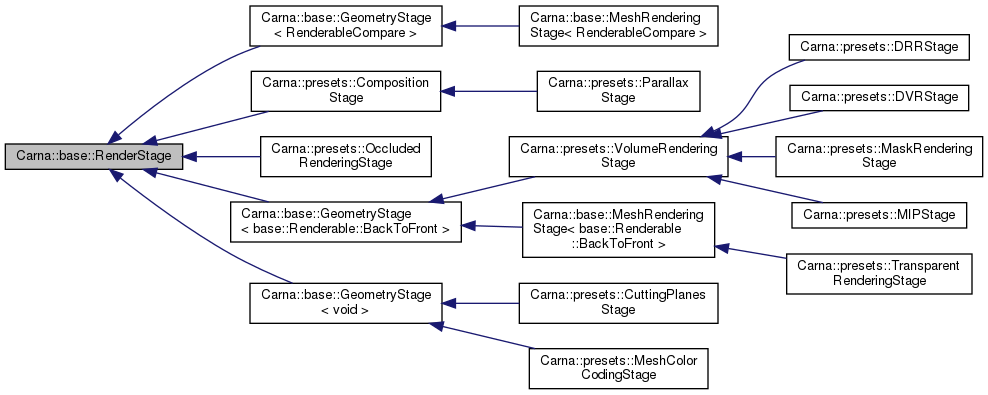 Carna::base::RenderStage
Carna::base::GeometryStage
< RenderableCompare >
Carna::base::MeshRendering
Stage< RenderableCompare >
Carna::presets::Composition
Stage
Carna::presets::Parallax
Stage
Carna::presets::Occluded
RenderingStage
Carna::base::GeometryStage
< base::Renderable::BackToFront >
Carna::presets::VolumeRendering
Stage
Carna::presets::DRRStage
Carna::presets::DVRStage
Carna::presets::MaskRendering
Stage
Carna::presets::MIPStage
Carna::base::MeshRendering
Stage< base::Renderable
::BackToFront >
Carna::presets::Transparent
RenderingStage
Carna::base::GeometryStage
< void >
Carna::presets::CuttingPlanes
Stage
Carna::presets::MeshColor
CodingStage